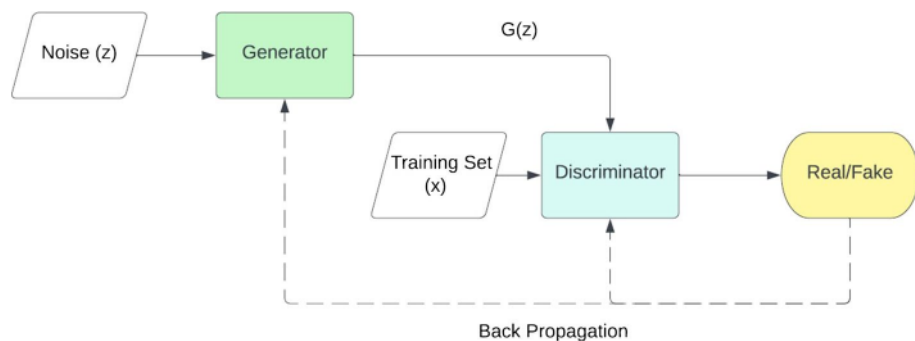 G(z)
Noise (z)
Generator
Training Set
(x)
Discriminator
Real/Fake
Back Propagation